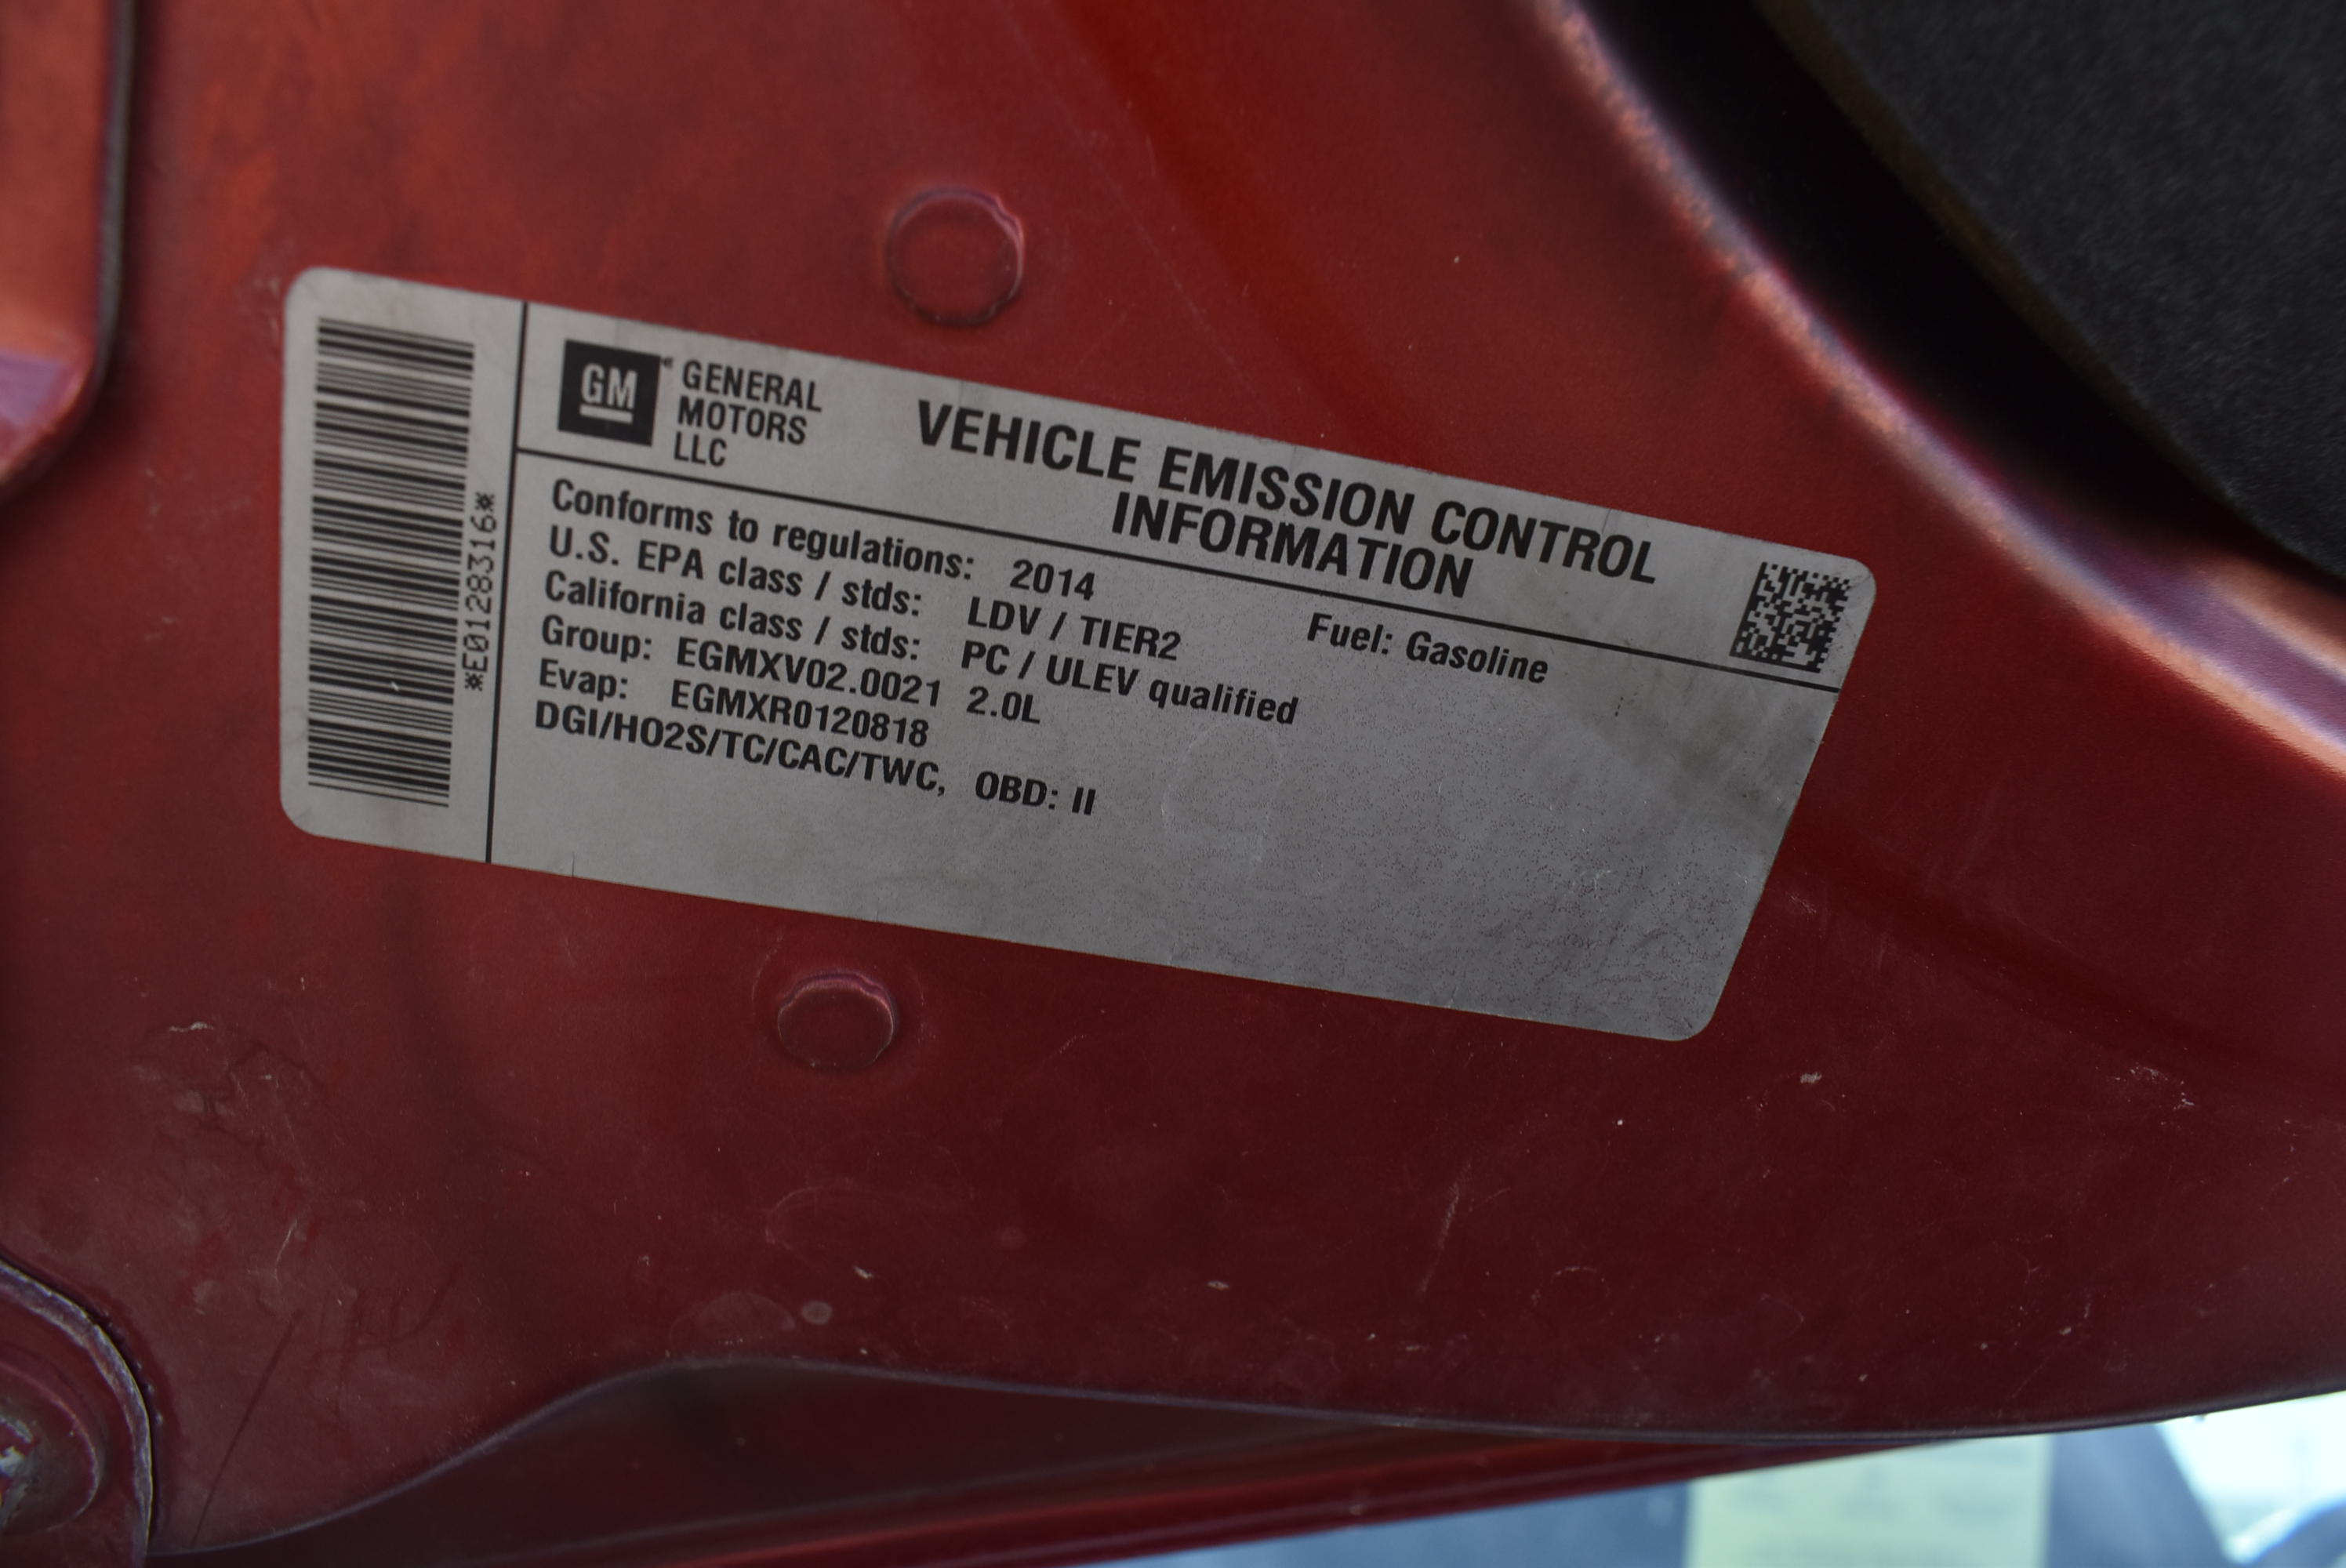 *E0128316*
GM
GENERAL
MOTORS
LLC
VEHICLE EMISSION CONTROL
INFORMATION
Conforms to regulations: 2014
Fuel: Gasoline
U.S. EPA class / stds: LDV / TIER2
California class / stds: PC / ULEV qualified
Group: EGMXV02.0021 2.0L
Evap: EGMXR0120818
DGI/HO2S/TC/CAC/TWC, OBD: II